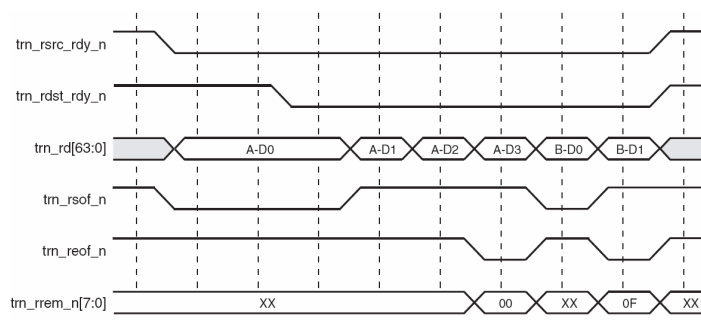 trn_rsrc_rdy_n
trn_rdst_rdy_n
trn_rd[63:0] A-D0 A-D1 A-D2 A-D3 B-D0 B-D1
trn_rsof_n
trn_reof_n
trn_rrem_n[7:0] XX 00 XX 0F XX